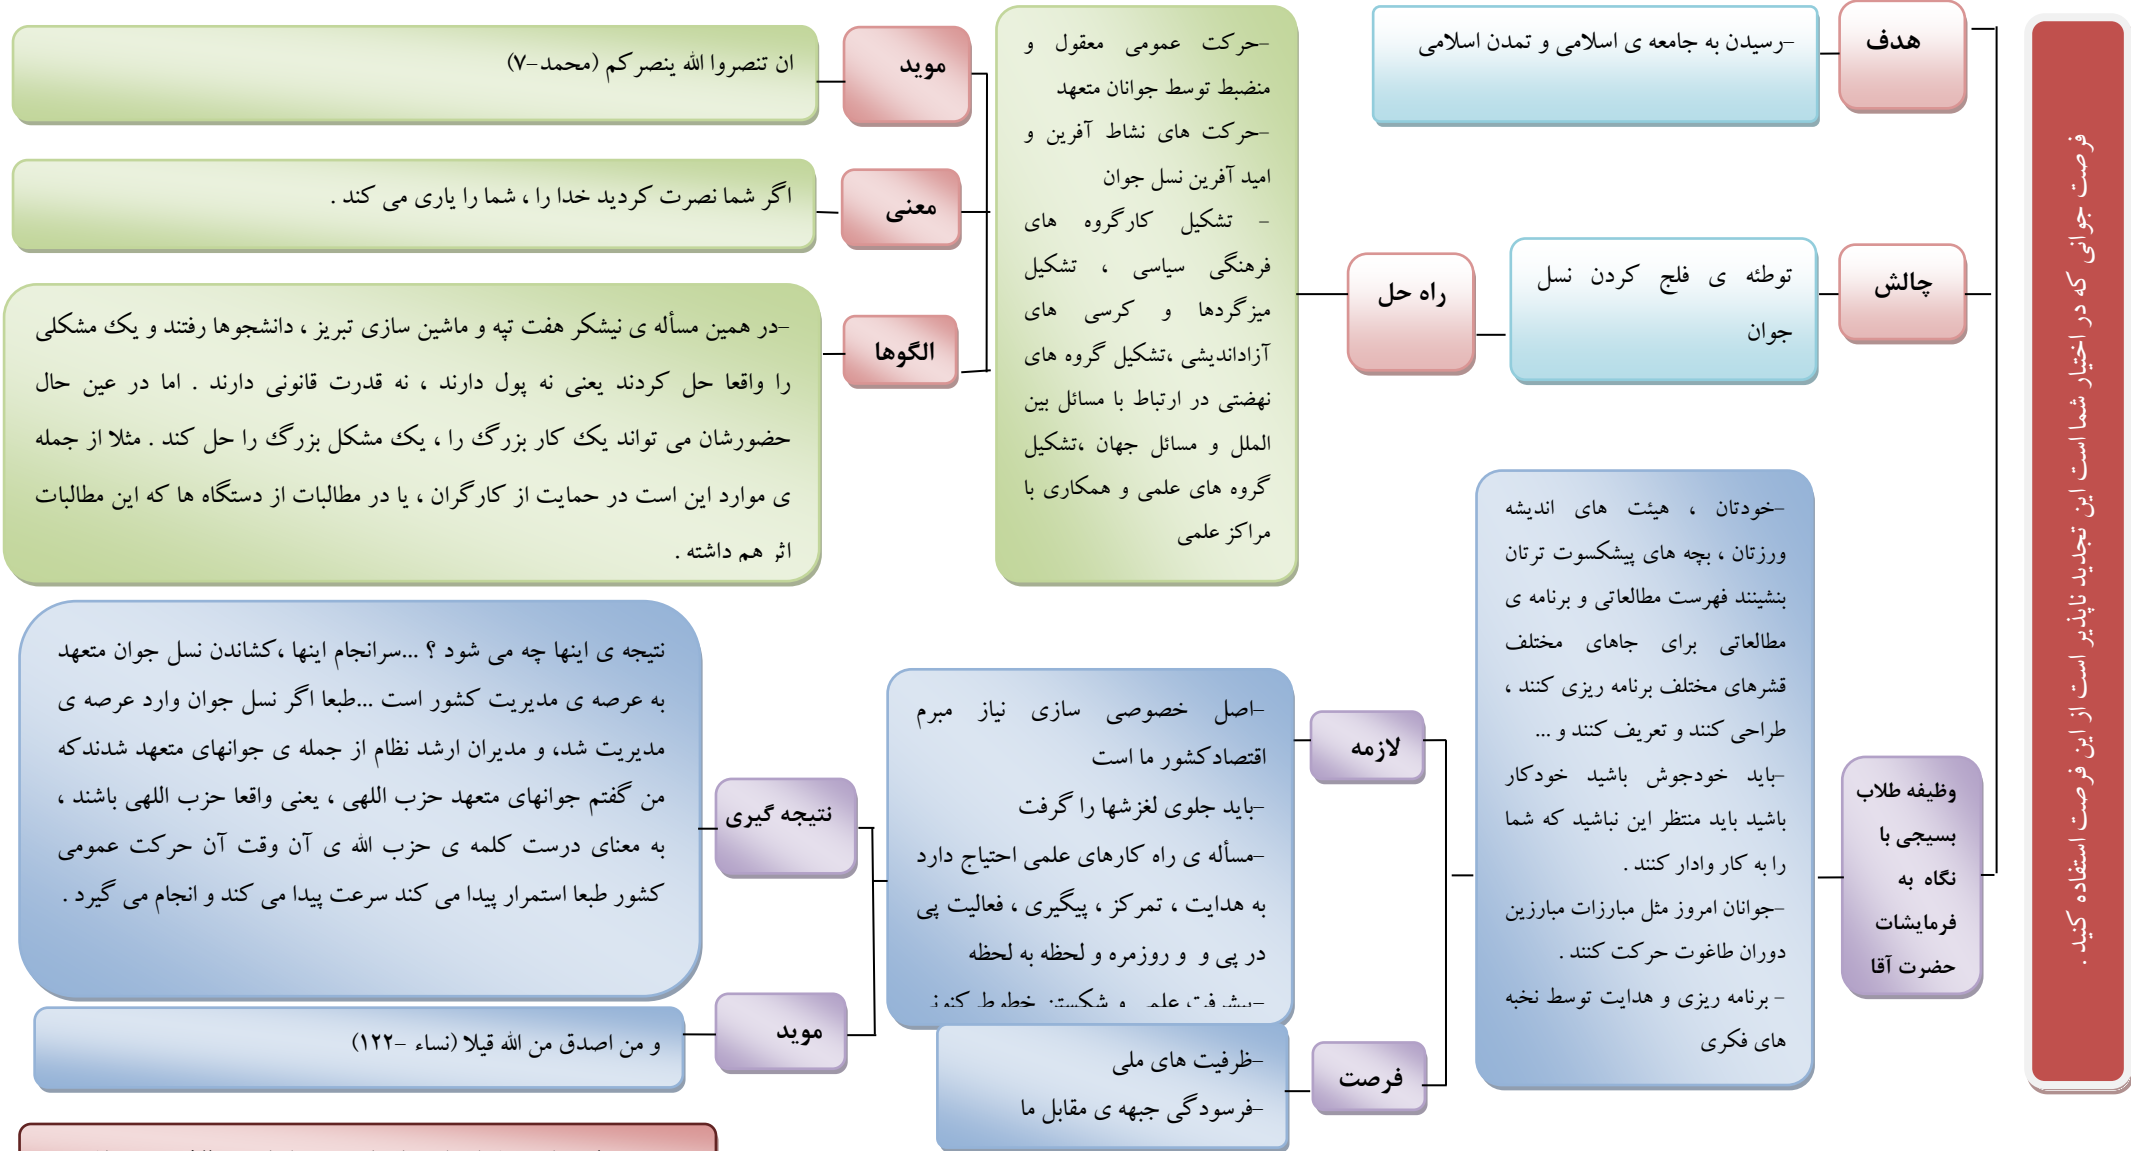 فرصت جوانی که در اختیار شما است این تجدید ناپذیر است از این فرصت استفاده کنید .
هدف
-رسیدن به جامعه ی اسلامی و تمدن اسلامی
چالش
توطئه ی فلج کردن نسل
جوان
راه حل
-حرکت عمومی معقول و
منضبط توسط جوانان متعهد
-حرکت های نشاط آفرین و
امید آفرین نسل جوان
- تشکیل کارگروه های
فرهنگی سیاسی ، تشکیل
میزگردها و کرسی های
آزاداندیشی ،تشکیل گروه های
نهضتی در ارتباط با مسائل بین
الملل و مسائل جهان ،تشکیل
گروه های علمی و همکاری با
مراکز علمی
موید
ان تنصروا الله ینصرکم (محمد-۷)
معنی
اگر شما نصرت کردید خدا را ، شما را یاری می کند .
الگوها
-در همین مسأله ی نیشکر هفت تپه و ماشین سازی تبریز ، دانشجوها رفتند و یک مشکلی
را واقعا حل کردند یعنی نه پول دارند ، نه قدرت قانونی دارند . اما در عین حال
حضورشان می تواند یک کار بزرگ را ، یک مشکل بزرگ را حل کند . مثلا از جمله
ی موارد این است در حمایت از کارگران ، یا در مطالبات از دستگاه ها که این مطالبات
اثر هم داشته .
وظیفه طلاب
بسیجی با
نگاه به
فرمایشات
حضرت آقا
-خودتان ، هیئت های اندیشه
ورزتان ، بچه های پیشکسوت ترتان
بنشینند فهرست مطالعاتی و برنامه ی
مطالعاتی برای جاهای مختلف
قشرهای مختلف برنامه ریزی کنند ،
طراحی کنند و تعریف کنند و ...
-باید خودجوش باشید خودکار
باشید باید منتظر این نباشید که شما
را به کار وادار کنند .
-جوانان امروز مثل مبارزات مبارزین
دوران طاغوت حرکت کنند .
- برنامه ریزی و هدایت توسط نخبه
های فکری
لازمه
-اصل خصوصی سازی نیاز مبرم
اقتصادکشور ما است
-باید جلوی لغزشها را گرفت
-مسأله ی راه کارهای علمی احتیاج دارد
به هدایت ، تمرکز ، پیگیری ، فعالیت پی
در پی و و روزمره و لحظه به لحظه
-پیشرفت علمی و شکستن خطوط کنونی
فرصت
-ظرفیت های ملی
-فرسودگی جبهه ی مقابل ما
نتیجه گیری
نتیجه ی اینها چه می شود ؟ ...سرانجام اینها ،کشاندن نسل جوان متعهد
به عرصه ی مدیریت کشور است ...طبعا اگر نسل جوان وارد عرصه ی
مدیریت شد، و مدیران ارشد نظام از جمله ی جوانهای متعهد شدندکه
من گفتم جوانهای متعهد حزب اللهی ، یعنی واقعا حزب اللهی باشند ،
به معنای درست کلمه ی حزب الله ی آن وقت آن حرکت عمومی
کشور طبعا استمرار پیدا می کند سرعت پیدا می کند و انجام می گیرد .
موید
و من اصدق من الله قیلا (نساء -۱۲۲)